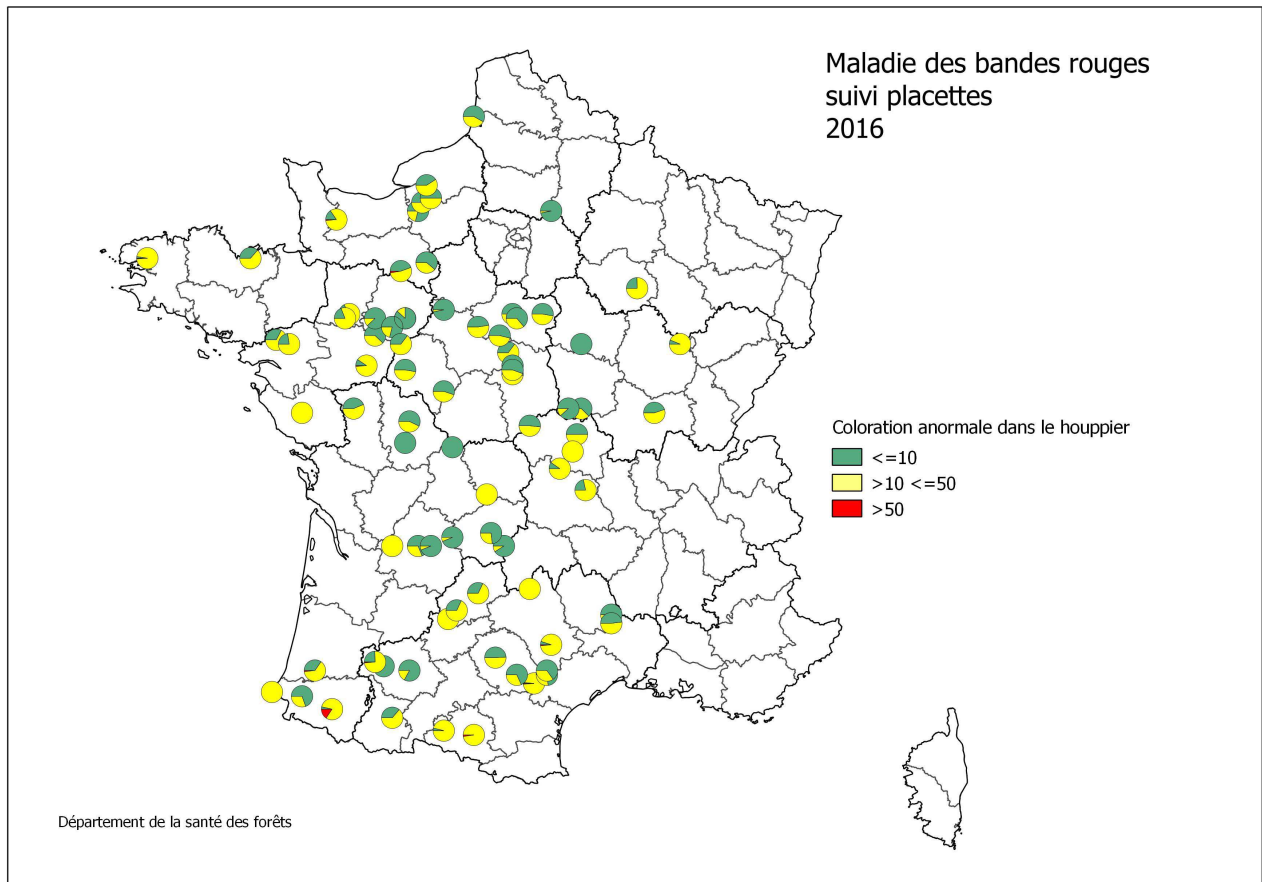 Maladie des bandes rouges
suivi placettes
2016
Coloration anormale dans le houppier
<=10
>10 <=50
>50
Département de la santé des forêts